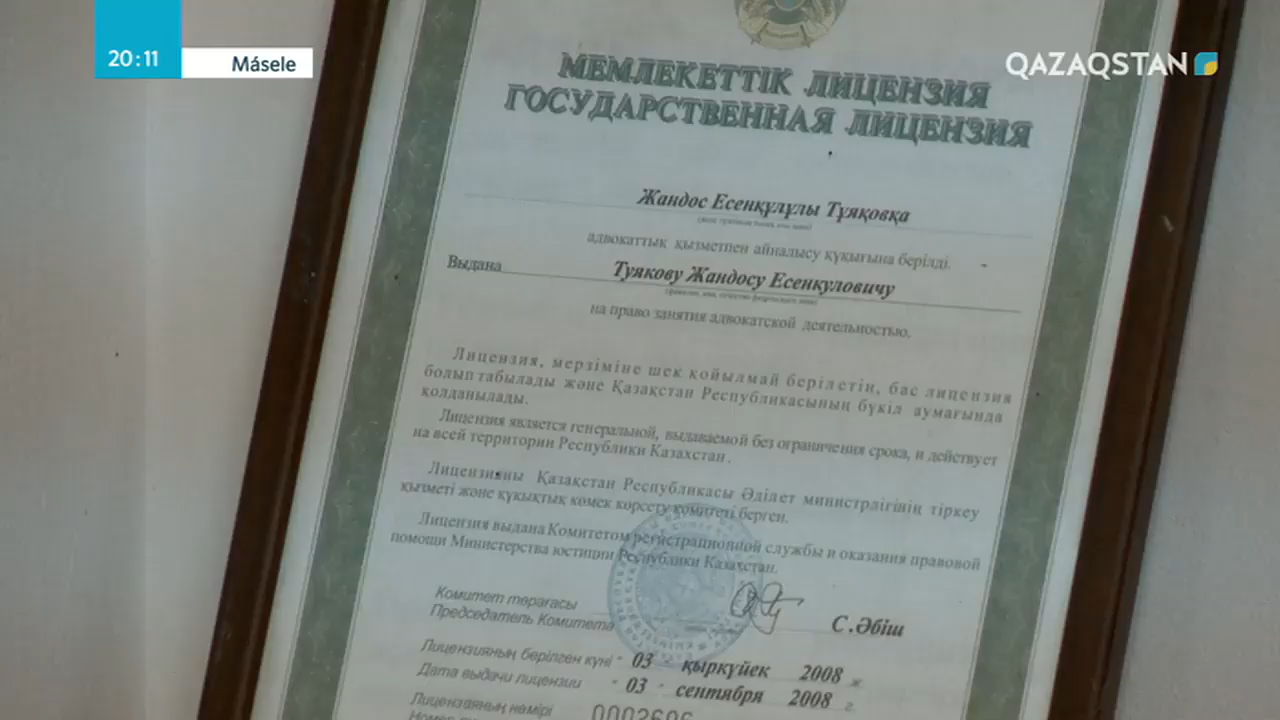 20:11
Másele
QAZAQSTAN
МЕМЛЕКЕТТІК ЛИЦЕНЗИЯ
ГОСУДАРСТВЕННАЯ ЛИЦЕНЗИЯ
Жандос Есенқұлұлы Тұяқовқа
адвокаттық қызметпен айналысу құқығына берілді.
Выдана Туякову Жандосу Есенкуловичу
на право занятия адвокатской деятельностью.
Лицензия, мерзіміне шек қойылмай берілетін, бас лицензия
болып табылады және Қазақстан Республикасының бүкіл аумағында
қолданылады.
Лицензия является генеральной, выдаваемой без ограничения срока, и действует
на всей территории Республики Казахстан.
Лицензияны Қазақстан Республикасы Әділет министрлігінің тіркеу
қызметі және құқықтық көмек көрсету комитеті берген.
Лицензия выдана Комитетом регистрационной службы и оказания правовой
помощи Министерства юстиции Республики Казахстан.
Комитет төрағасы
Председатель Комитета С.Әбіш
Лицензияның берілген күні " 03 қыркүйек 2008 ж
Дата выдачи лицензии " 03 " сентября 2008 г.
Лицензаяның нөмірі